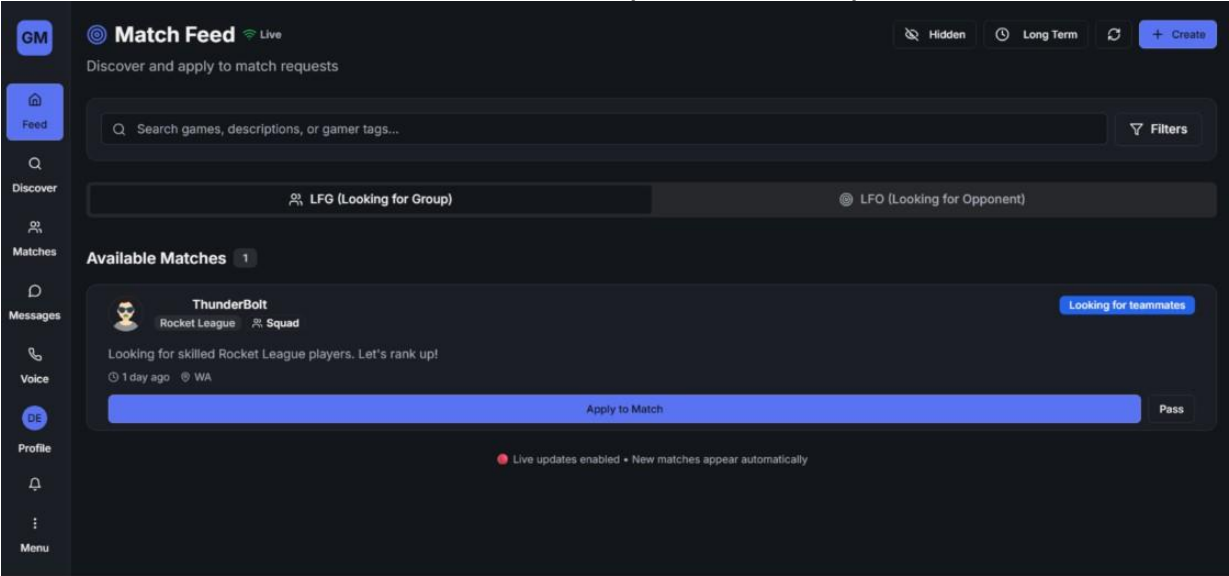 GM
Feed
Discover
Matches
Messages
Voice
DE
Profile
Menu
Match Feed Live
Hidden
Long Term
+ Create
Discover and apply to match requests
Search games, descriptions, or gamer tags...
Filters
LFG (Looking for Group)
LFO (Looking for Opponent)
Available Matches 1
ThunderBolt
Rocket League Squad
Looking for teammates
Looking for skilled Rocket League players. Let's rank up!
1 day ago WA
Apply to Match
Pass
Live updates enabled • New matches appear automatically